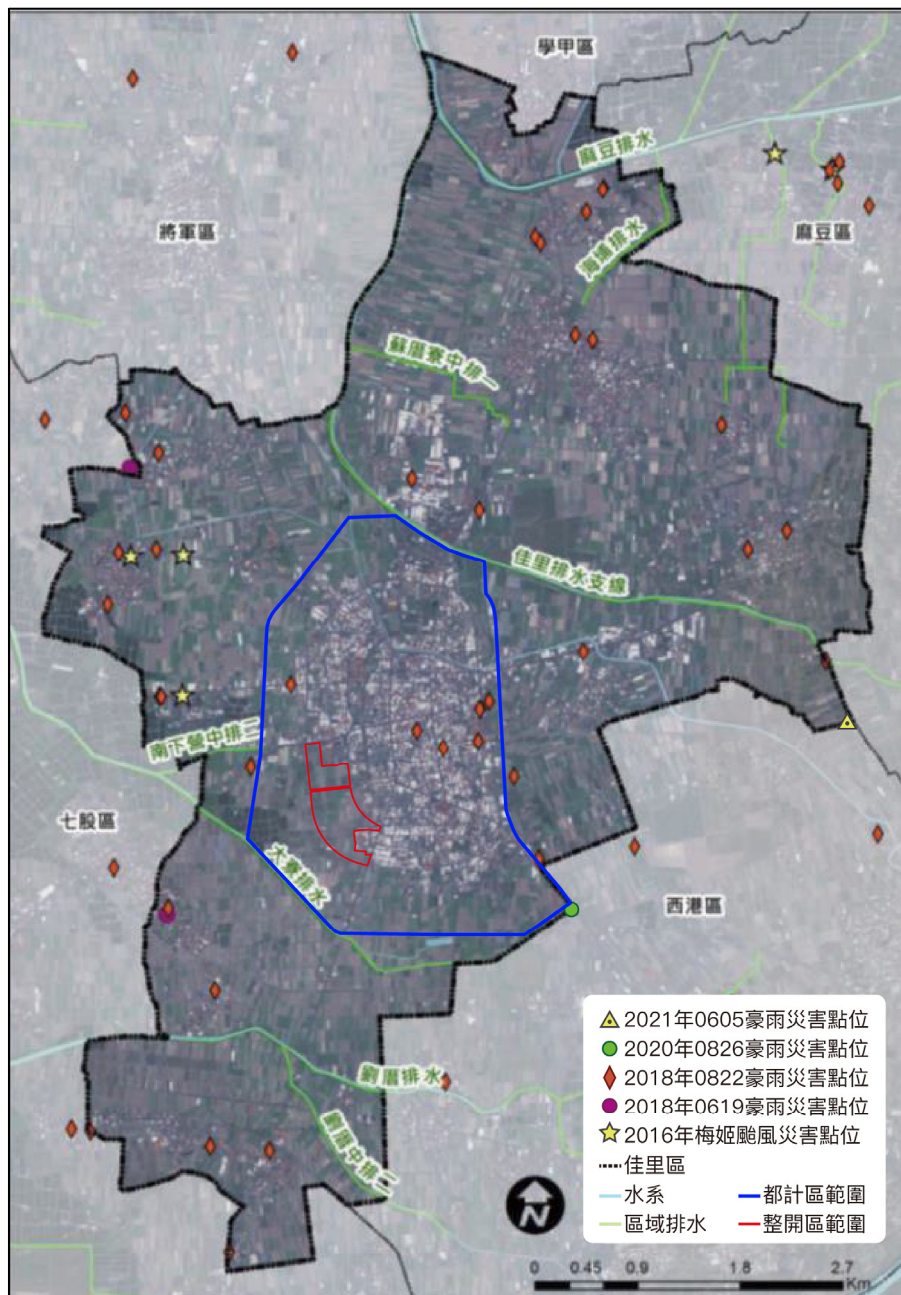 學甲區
麻豆排水
將軍區
麻豆區
海埔排水
蘇厝寮中排一
佳里排水支線
南下營中排二
七股區
大寮排水
西港區
劉厝排水
劉厝中排二
2021年0605豪雨災害點位
2020年0826豪雨災害點位
2018年0822豪雨災害點位
2018年0619豪雨災害點位
2016年梅姬颱風災害點位
佳里區
水系
都計區範圍
區域排水
整開區範圍
N
0 0.45 0.9 1.8 2.7
Km